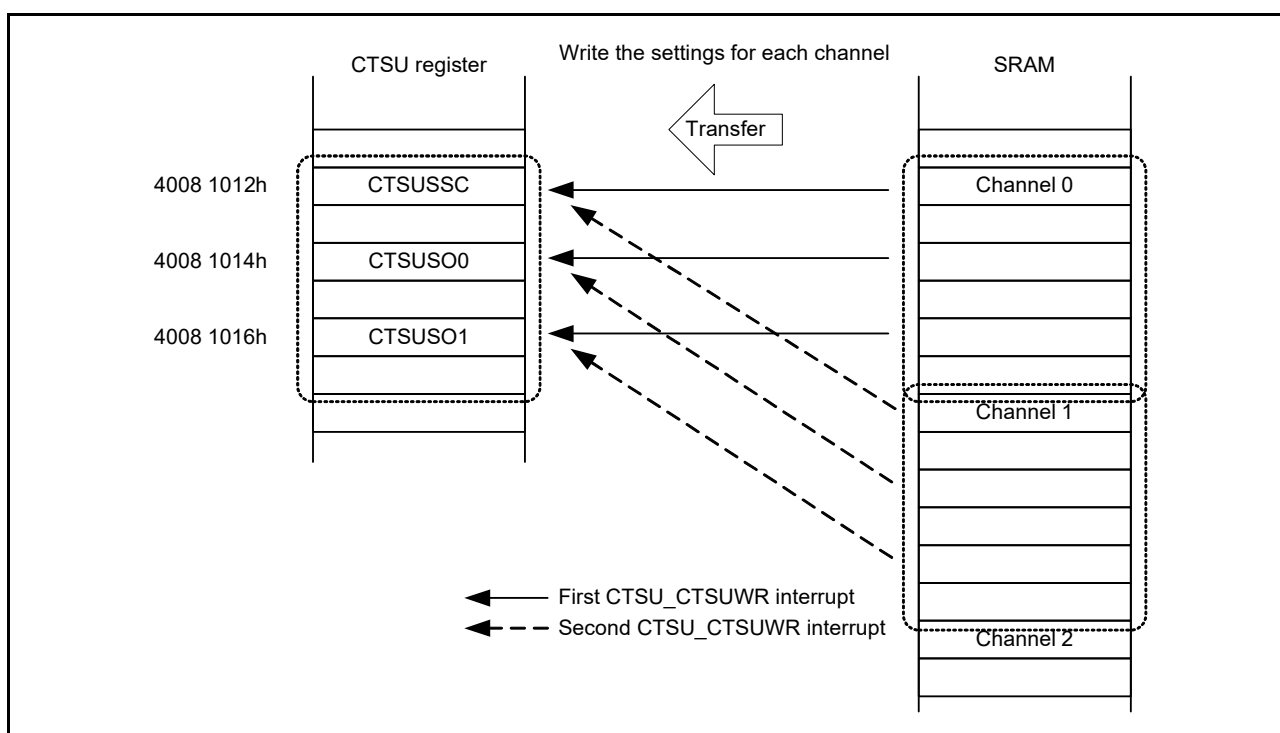 Write the settings for each channel
CTSU register
SRAM
Transfer
4008 1012h
CTSUSSC
Channel 0
4008 1014h
CTSUSO0
4008 1016h
CTSUSO1
Channel 1
First CTSU_CTSUWR interrupt
Second CTSU_CTSUWR interrupt
Channel 2